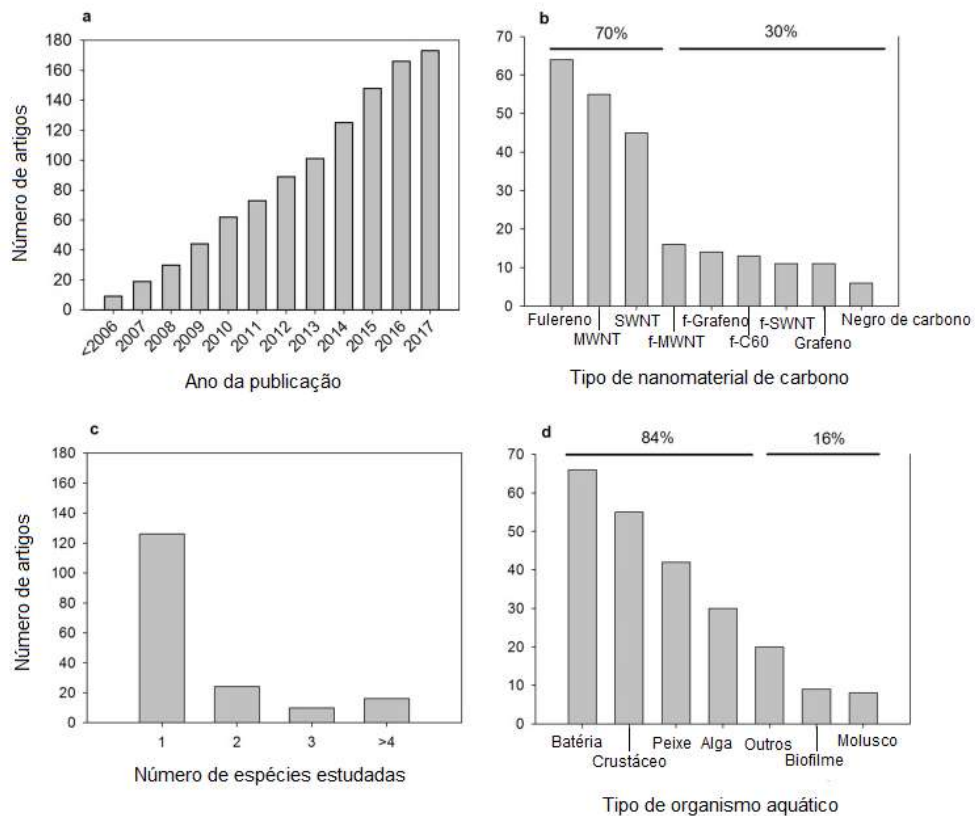 a
Número de artigos
180
160
140
120
100
80
60
40
20
0
<2006 2007 2008 2009 2010 2011 2012 2013 2014 2015 2016 2017
Ano da publicação
b
70% 30%
70
60
50
40
30
20
10
0
Fulereno SWNT f-Grafeno f-SWNT Negro de carbono
MWNT f-MWNT f-C60 Grafeno
Tipo de nanomaterial de carbono
c
Número de artigos
180
160
140
120
100
80
60
40
20
0
1 2 3 >4
Número de espécies estudadas
d
84% 16%
70
60
50
40
30
20
10
0
Batéria Peixe Alga Outros Molusco
Crustáceo Biofilme
Tipo de organismo aquático